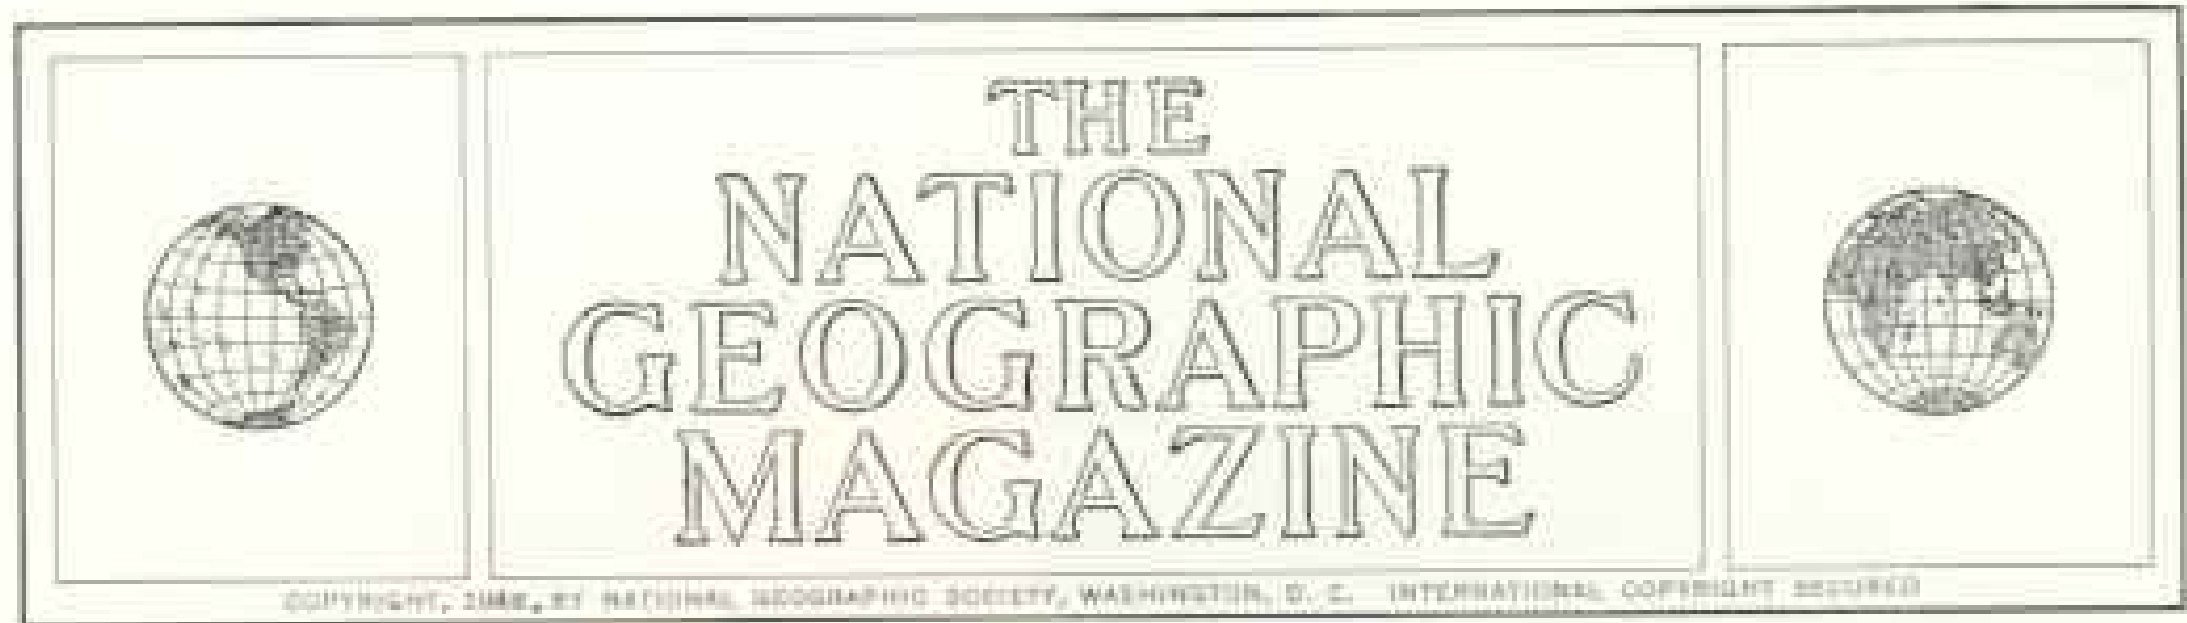 THE
NATIONAL
GEOGRAPHIC
MAGAZINE
COPYRIGHT, BY NATIONAL GEOGRAPHIC SOCIETY, WASHINGTON, D. C. INTERNATIONAL COPYRIGHT SECURED